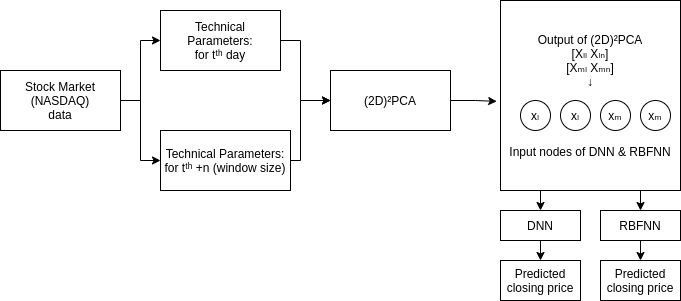 Stock Market
(NASDAQ)
data
Technical
Parameters:
for tᵗʰ day
Technical Parameters:
for tᵗʰ +n (window size)
(2D)²PCA
Output of (2D)²PCA
[Xₗₗ Xₗₙ]
[Xₘₗ Xₘₙ]
↓
xₗ xₗ xₘ xₘ
Input nodes of DNN & RBFNN
DNN
RBFNN
Predicted
closing price
Predicted
closing price